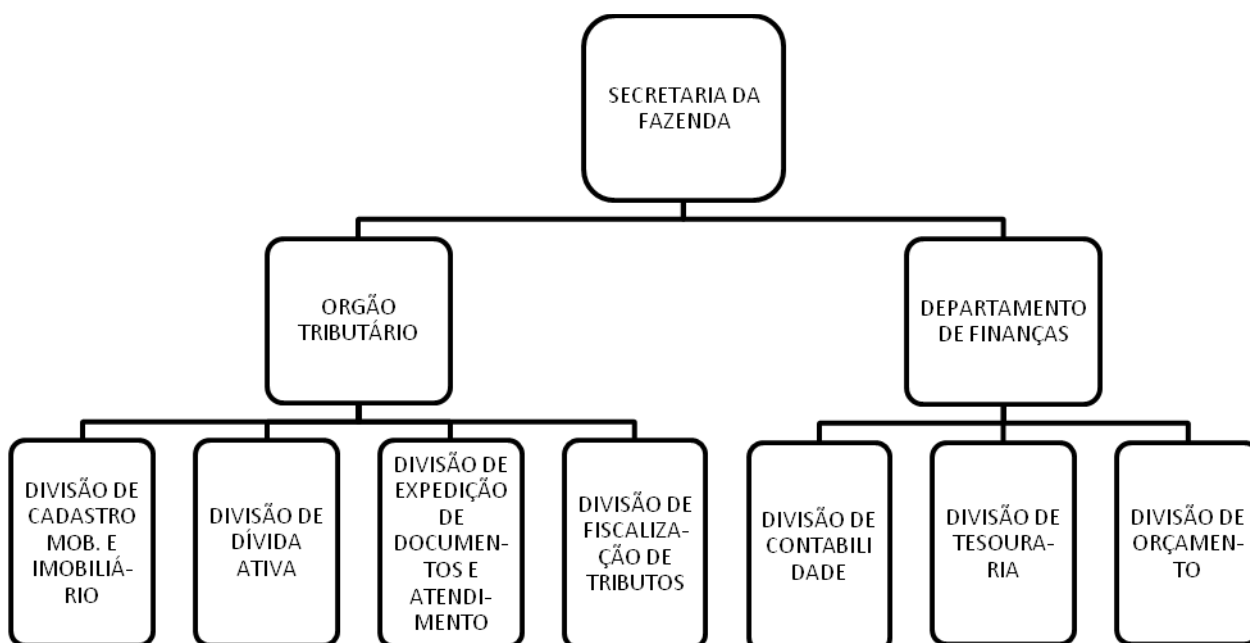 SECRETARIA DA
FAZENDA
ORGÃO
TRIBUTÁRIO
DEPARTAMENTO
DE FINANÇAS
DIVISÃO DE
CADASTRO
MOB. E
IMOBILIÁ-
RIO
DIVISÃO DE
DÍVIDA
ATIVA
DIVISÃO DE
EXPEDIÇÃO
DE
DOCUMEN-
TOS E
ATENDI-
MENTO
DIVISÃO DE
FISCALIZA-
ÇÃO DE
TRIBUTOS
DIVISÃO DE
CONTABILI
DADE
DIVISÃO DE
TESOURA-
RIA
DIVISÃO DE
ORÇAMEN-
TO